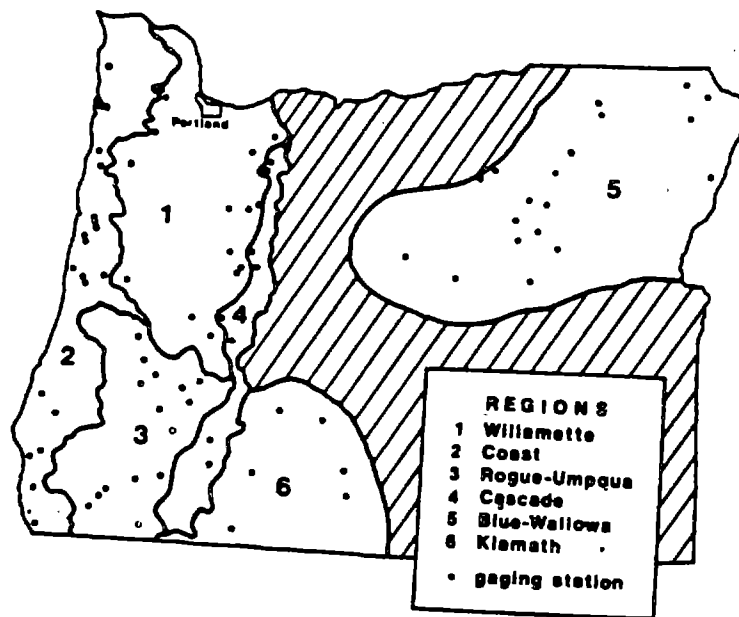 Portland
1
5
4
2
3
6
REGIONS
1 Willamette
2 Coast
3 Rogue-Umpqua
4 Cascade
5 Blue-Wallowa
6 Klamath
• gaging station